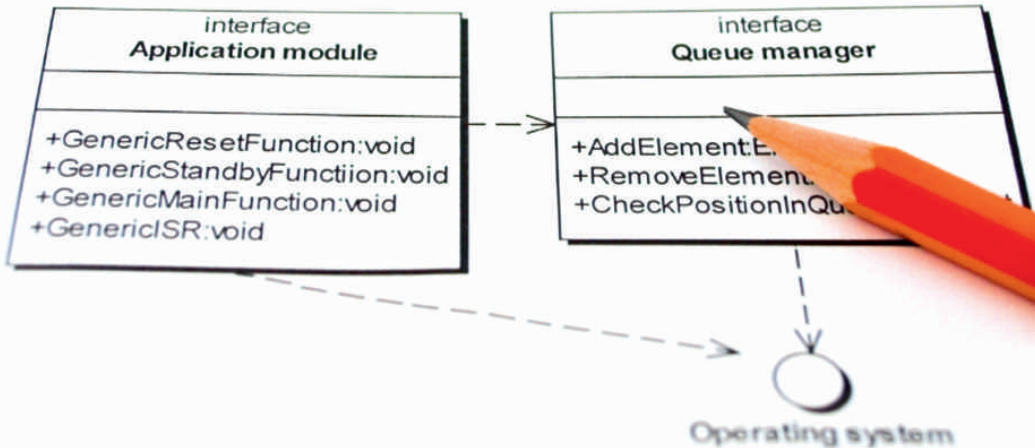 interface
Application module
+GenericResetFunction:void
+GenericStandbyFunctiion:void
+GenericMainFunction:void
+GenericISR:void
interface
Queue manager
+AddElement:E
+RemoveElement:
+CheckPositionInQu
Operating system